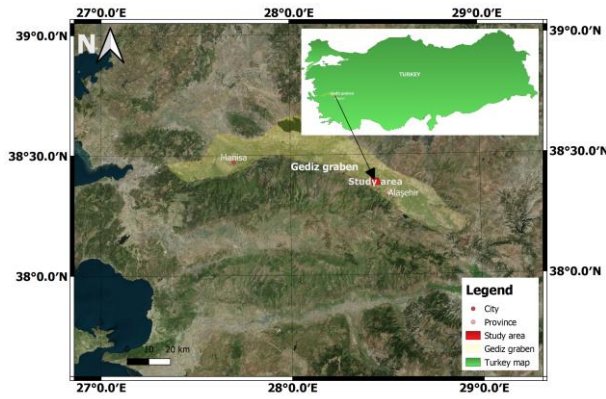 27°0.0'E 28°0.0'E 29°0.0'E
39°0.0'N 39°0.0'N
N
TURKEY
38°30.0'N 38°30.0'N
Manisa
Gediz graben
Study area
Alaşehir
38°0.0'N 38°0.0'N
Legend
City
Province
Study area
Gediz graben
Turkey map
0 10 20 km
27°0.0'E 28°0.0'E 29°0.0'E